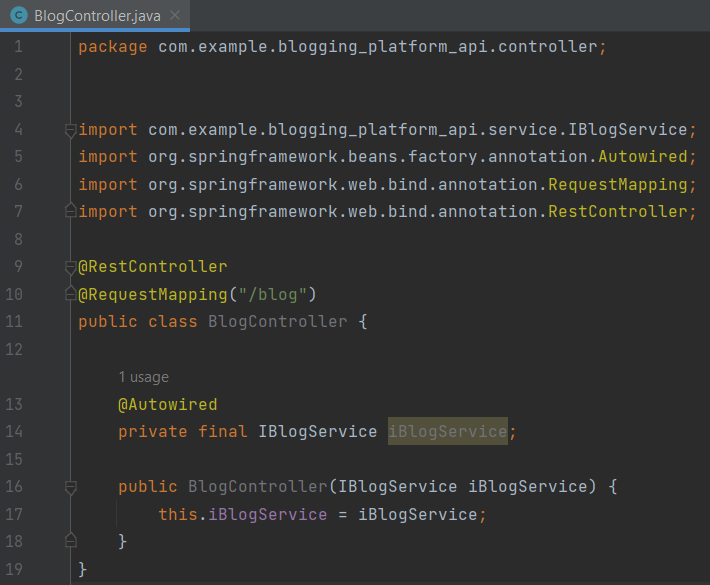 BlogController.java
1 package com.example.blogging_platform_api.controller;
2
3
4 import com.example.blogging_platform_api.service.IBlogService;
5 import org.springframework.beans.factory.annotation.Autowired;
6 import org.springframework.web.bind.annotation.RequestMapping;
7 import org.springframework.web.bind.annotation.RestController;
8
9 @RestController
10 @RequestMapping("/blog")
11 public class BlogController {
12
1 usage
13 @Autowired
14 private final IBlogService iBlogService;
15
16 public BlogController(IBlogService iBlogService) {
17 this.iBlogService = iBlogService;
18 }
19 }